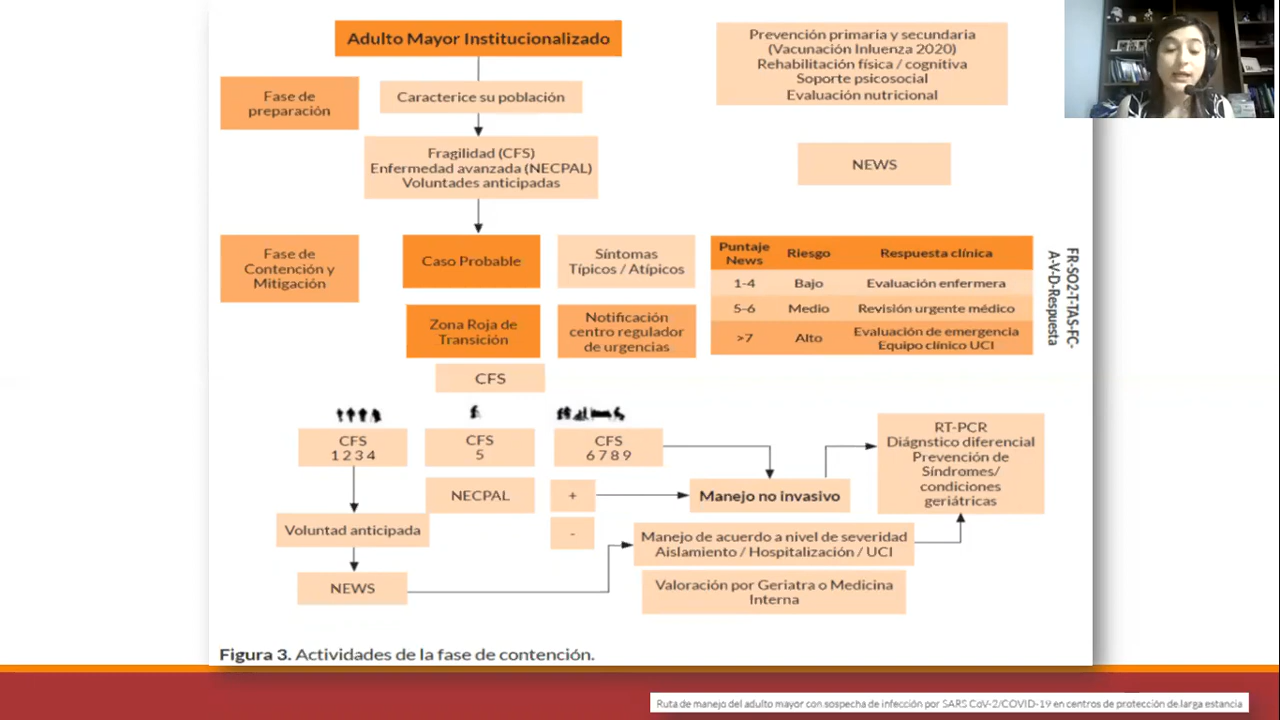 Adulto Mayor Institucionalizado
Prevención primaria y secundaria
(Vacunación Inluenza 2020)
Rehabilitación física / cognitiva
Soporte psicosocial
Evaluación nutricional
Fase de
preparación
Caracterice su población
Fragilidad (CFS)
Enfermedad avanzada (NECPAL)
Voluntades anticipadas
NEWS
Fase de
Contención y
Mitigación
Caso Probable
Síntomas
Típicos / Atípicos
Zona Roja de
Transición
Notificación
centro regulador
de urgencias
Puntaje
News
Riesgo
Respuesta clínica
1-4 Bajo Evaluación enfermera
5-6 Medio Revisión urgente médico
>7 Alto Evaluación de emergencia
Equipo clínico UCI
FR-SO2-T-TAS-FC-
A-V-D-Respuesta
CFS
CFS
1 2 3 4
CFS
5
CFS
6 7 8 9
NECPAL
+
-
Manejo no invasivo
RT-PCR
Diágnstico diferencial
Prevención de
Síndromes/
condiciones
geriátricas
Voluntad anticipada
NEWS
Manejo de acuerdo a nivel de severidad
Aislamiento / Hospitalización / UCI
Valoración por Geriatra o Medicina
Interna
Figura 3. Actividades de la fase de contención.
Ruta de manejo del adulto mayor con sospecha de infección por SARS CoV-2/COVID-19 en centros de protección de larga estancia